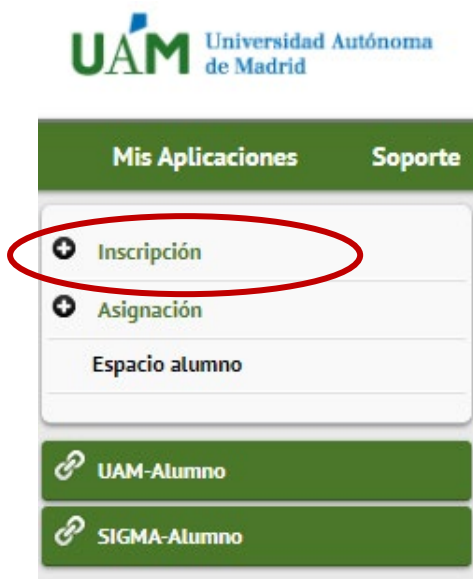 UAM Universidad Autónoma
de Madrid
Mis Aplicaciones Soporte
Inscripción
Asignación
Espacio alumno
UAM-Alumno
SIGMA-Alumno